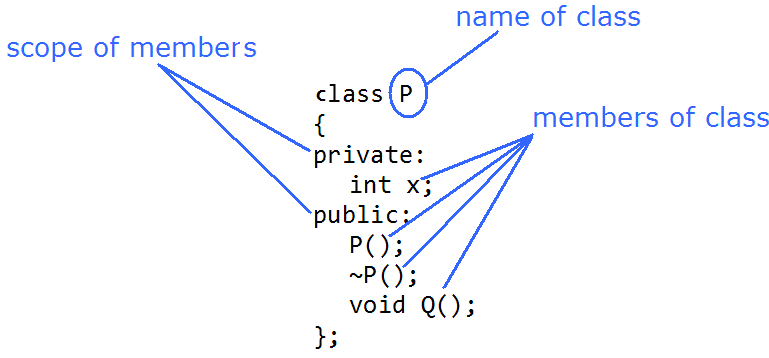 name of class
scope of members
class P
{
members of class
private:
int x;
public:
P();
~P();
void Q();
};